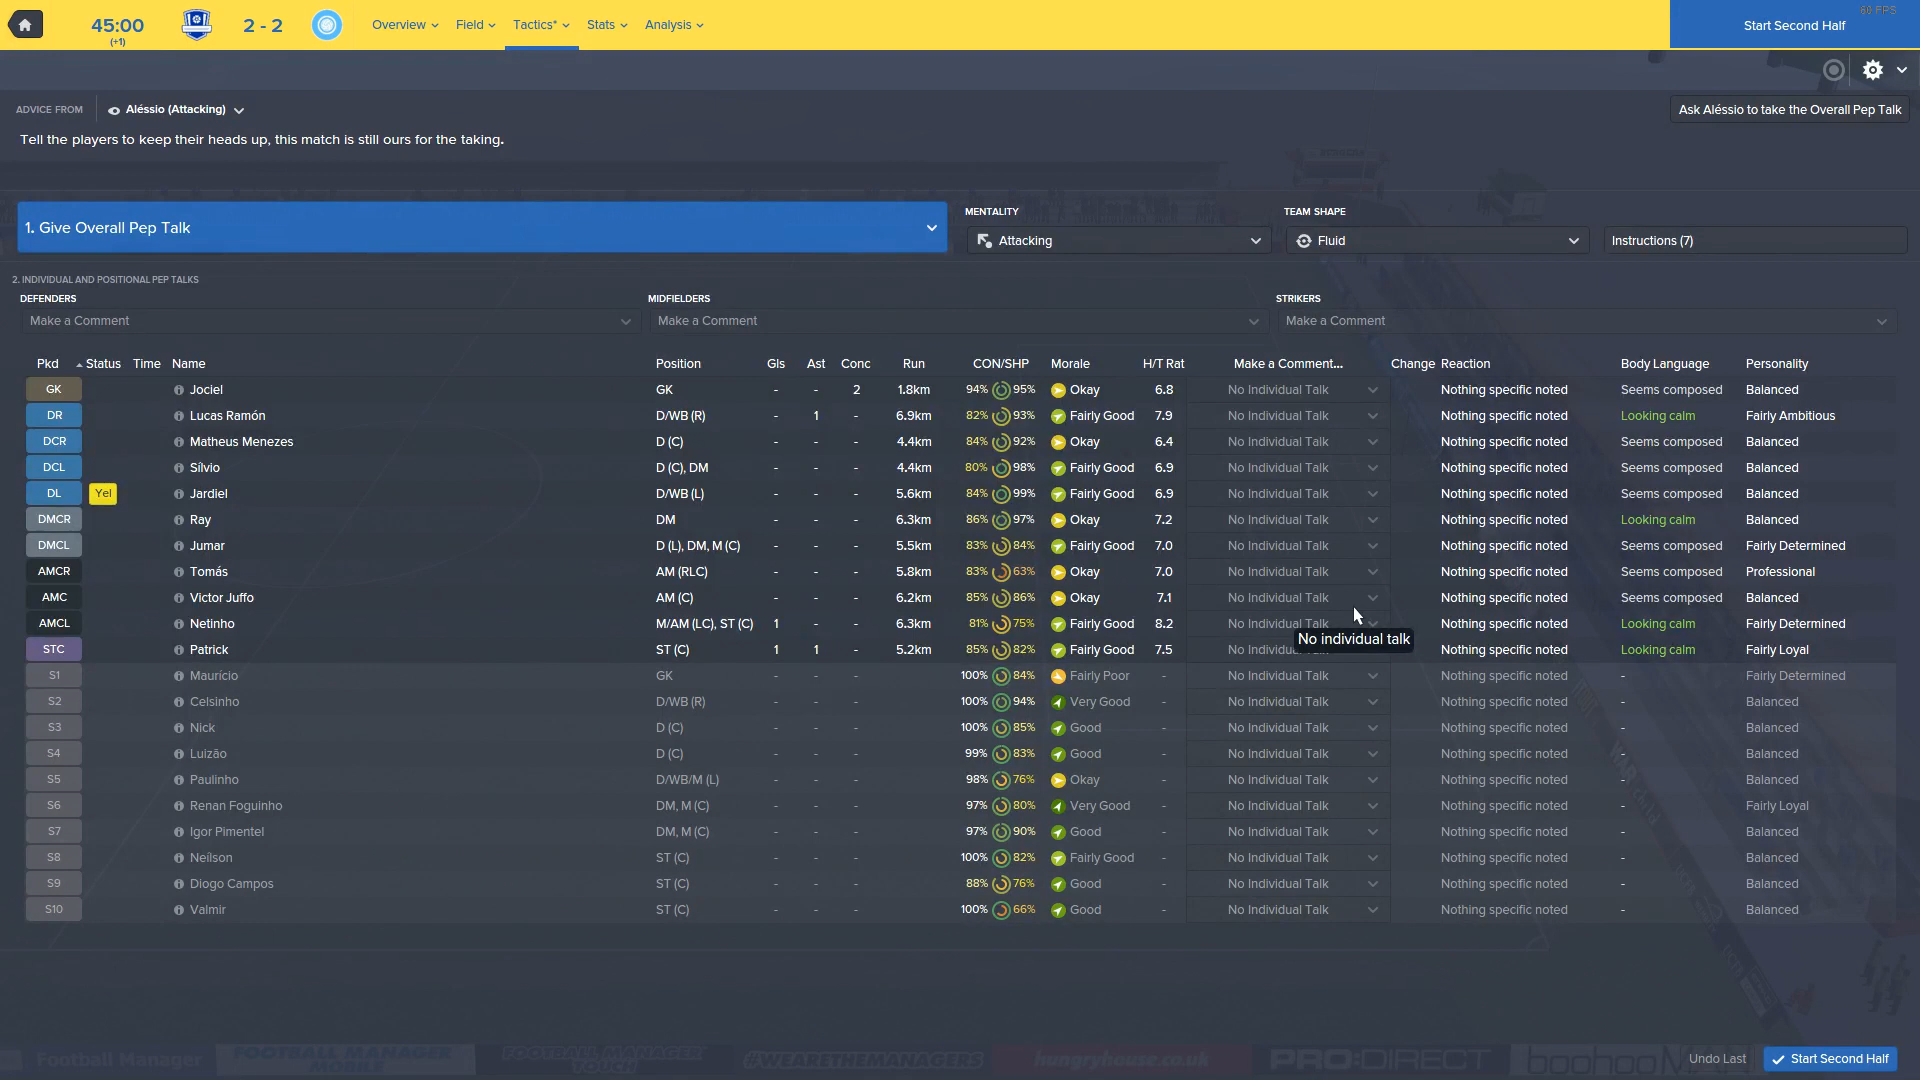 60 FPS
45:00 (+1) 2 - 2 Overview Field Tactics* Stats Analysis Start Second Half
ADVICE FROM Aléssio (Attacking) Ask Aléssio to take the Overall Pep Talk
Tell the players to keep their heads up, this match is still ours for the taking.
MENTALITY TEAM SHAPE
1. Give Overall Pep Talk Attacking Fluid Instructions (7)
2. INDIVIDUAL AND POSITIONAL PEP TALKS
DEFENDERS MIDFIELDERS STRIKERS
Make a Comment Make a Comment Make a Comment
Pkd Status Time Name Position Gls Ast Conc Run CON/SHP Morale H/T Rat Make a Comment... Change Reaction Body Language Personality
GK Jociel GK - - 2 1.8km 94% 95% Okay 6.8 No Individual Talk Nothing specific noted Seems composed Balanced
DR Lucas Ramón D/WB (R) - 1 - 6.9km 82% 93% Fairly Good 7.9 No Individual Talk Nothing specific noted Looking calm Fairly Ambitious
DCR Matheus Menezes D (C) - - - 4.4km 84% 92% Okay 6.4 No Individual Talk Nothing specific noted Seems composed Balanced
DCL Sílvio D (C), DM - - - 4.4km 80% 98% Fairly Good 6.9 No Individual Talk Nothing specific noted Seems composed Balanced
DL Yel Jardiel D/WB (L) - - - 5.6km 84% 99% Fairly Good 6.9 No Individual Talk Nothing specific noted Seems composed Balanced
DMCR Ray DM - - - 6.3km 86% 97% Okay 7.2 No Individual Talk Nothing specific noted Looking calm Balanced
DMCL Jumar D (L), DM, M (C) - - - 5.5km 83% 84% Fairly Good 7.0 No Individual Talk Nothing specific noted Seems composed Fairly Determined
AMCR Tomás AM (RLC) - - - 5.8km 83% 63% Okay 7.0 No Individual Talk Nothing specific noted Seems composed Professional
AMC Victor Juffo AM (C) - - - 6.2km 85% 86% Okay 7.1 No Individual Talk Nothing specific noted Seems composed Balanced
AMCL Netinho M/AM (LC), ST (C) 1 - - 6.3km 81% 75% Fairly Good 8.2 No Individual Talk Nothing specific noted Looking calm Fairly Determined
No individual talk
STC Patrick ST (C) 1 1 - 5.2km 85% 82% Fairly Good 7.5 No Individual Nothing specific noted Looking calm Fairly Loyal
S1 Maurício GK - - - - 100% 84% Fairly Poor - No Individual Talk Nothing specific noted - Fairly Determined
S2 Celsinho D/WB (R) - - - - 100% 94% Very Good - No Individual Talk Nothing specific noted - Balanced
S3 Nick D (C) - - - - 100% 85% Good - No Individual Talk Nothing specific noted - Balanced
S4 Luizão D (C) - - - - 99% 83% Good - No Individual Talk Nothing specific noted - Balanced
S5 Paulinho D/WB/M (L) - - - - 98% 76% Okay - No Individual Talk Nothing specific noted - Balanced
S6 Renan Foguinho DM, M (C) - - - - 97% 80% Very Good - No Individual Talk Nothing specific noted - Fairly Loyal
S7 Igor Pimentel DM, M (C) - - - - 97% 90% Good - No Individual Talk Nothing specific noted - Balanced
S8 Neílson ST (C) - - - - 100% 82% Fairly Good - No Individual Talk Nothing specific noted - Balanced
S9 Diogo Campos ST (C) - - - - 88% 76% Good - No Individual Talk Nothing specific noted - Balanced
S10 Valmir ST (C) - - - - 100% 66% Good - No Individual Talk Nothing specific noted - Balanced
Football Manager FOOTBALL MANAGER MOBILE FOOTBALL MANAGER TOUCH #WEARETHEMANAGERS hungryhouse.co.uk PRO:DIRECT Undo Last Start Second Half